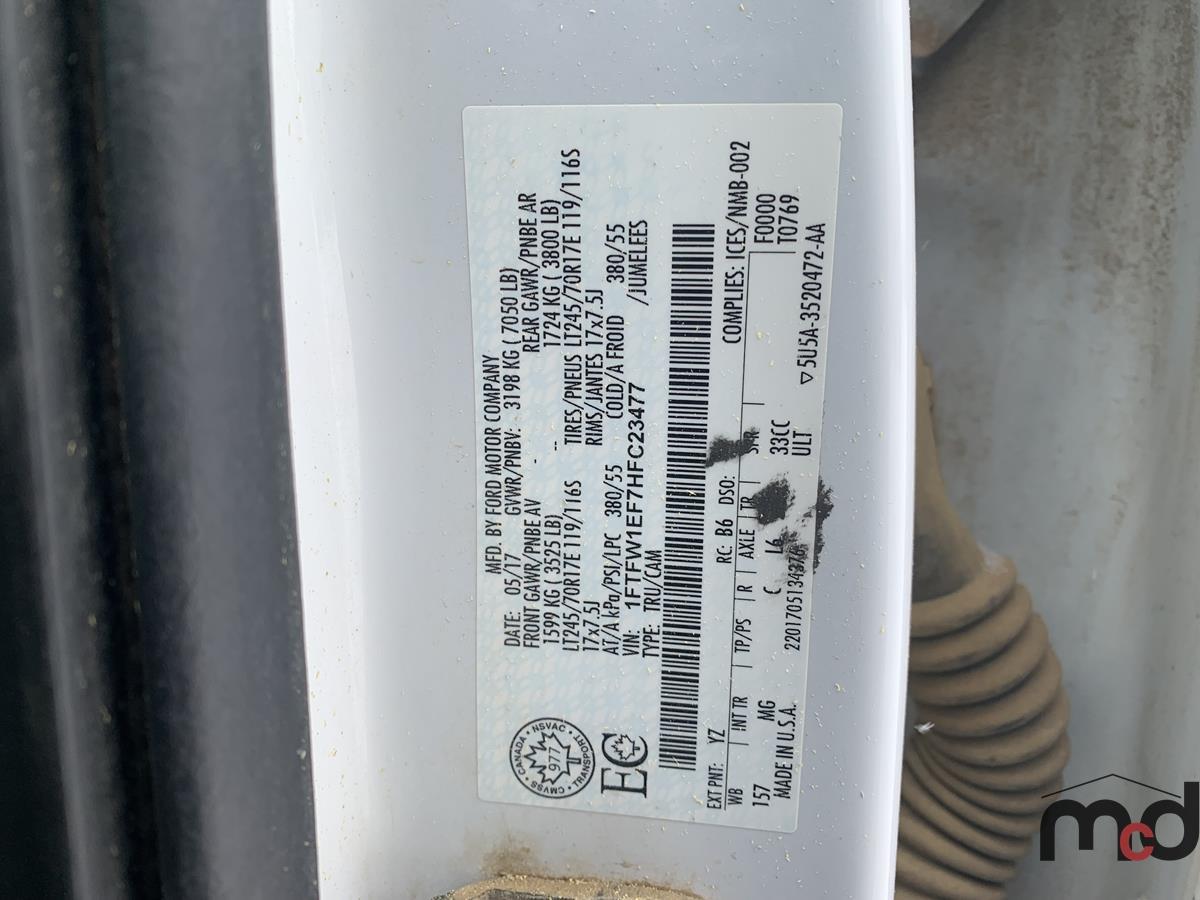 MFD. BY FORD MOTOR COMPANY
DATE: 05/17 GVWR/PNBV: 3198 KG ( 7050 LB)
FRONT GAWR/PNBE AV - -- REAR GAWR/PNBE AR
1599 KG ( 3525 LB) 1724 KG ( 3800 LB)
LT245/70R17E 119/116S TIRES/PNEUS LT245/70R17E 119/116S
17x7.5J RIMS/JANTES 17x7.5J
AT/A kPa/PSI/LPC 380/55 COLD/A FROID 380/55
VIN: 1FTFW1EF7HFC23477 /JUMELEES
TYPE: TRU/CAM
CANADA • NSVAC • TRANSPORT • CMVSS •
977
EC
COMPLIES: ICES/NMB-002
EXT PNT: YZ RC: B6 DSO:
WB INT TR TP/PS R AXLE TR SPR F0000
157 MG C L6 33CC T0769
MADE IN U.S.A. ULT
▽5U5A-3520472-AA
mcd